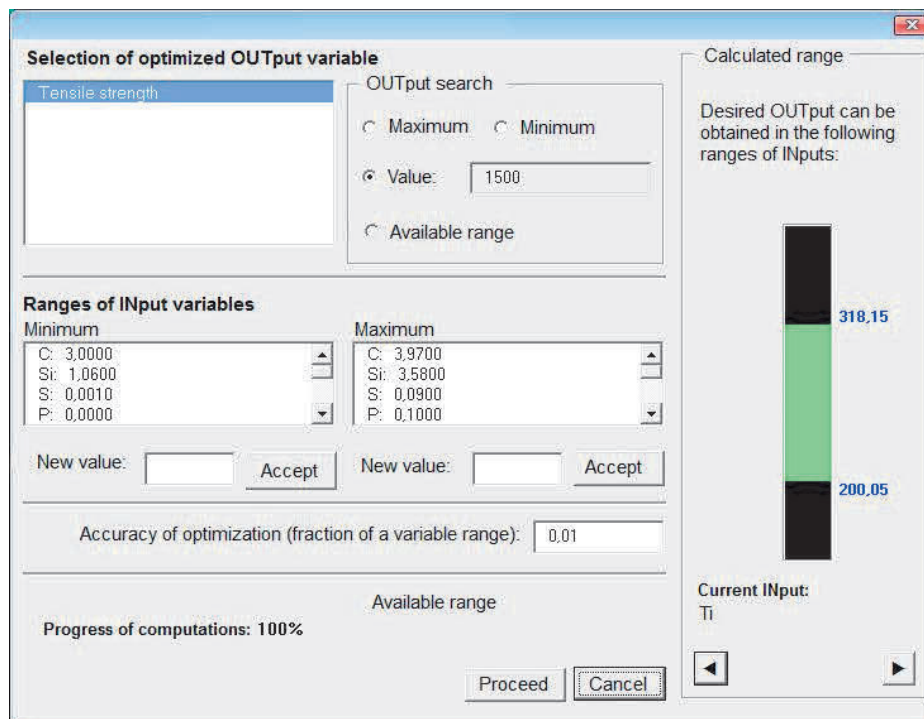 Selection of optimized OUTput variable
Tensile strength
OUTput search
Maximum
Minimum
Value:
1500
Available range
Ranges of INput variables
Minimum
C: 3,0000
Si: 1,0600
S: 0,0010
P: 0,0000
Maximum
C: 3,9700
Si: 3,5800
S: 0,0900
P: 0,1000
New value:
Accept
New value:
Accept
Accuracy of optimization (fraction of a variable range):
0,01
Available range
Progress of computations: 100%
Proceed
Cancel
Calculated range
Desired OUTput can be
obtained in the following
ranges of INputs:
318,15
200,05
Current INput:
Ti